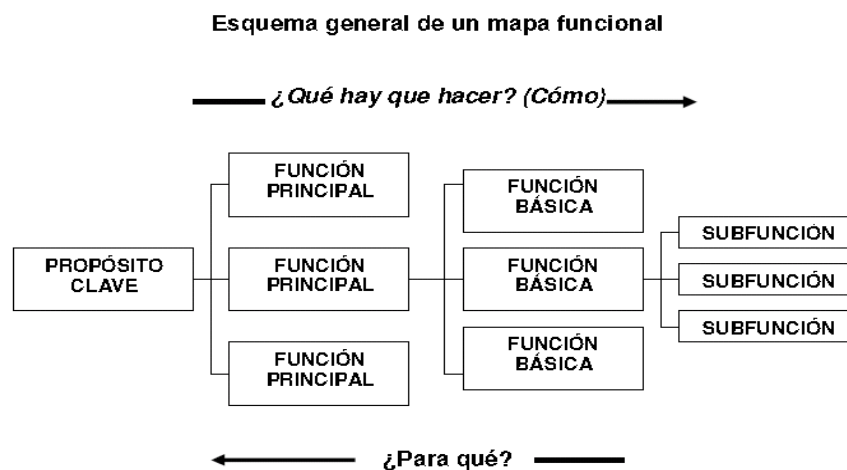 Esquema general de un mapa funcional
¿Qué hay que hacer? (Cómo)
FUNCIÓN
PRINCIPAL
FUNCIÓN
BÁSICA
SUBFUNCIÓN
PROPÓSITO
CLAVE
FUNCIÓN
PRINCIPAL
FUNCIÓN
BÁSICA
SUBFUNCIÓN
SUBFUNCIÓN
FUNCIÓN
PRINCIPAL
FUNCIÓN
BÁSICA
¿Para qué?